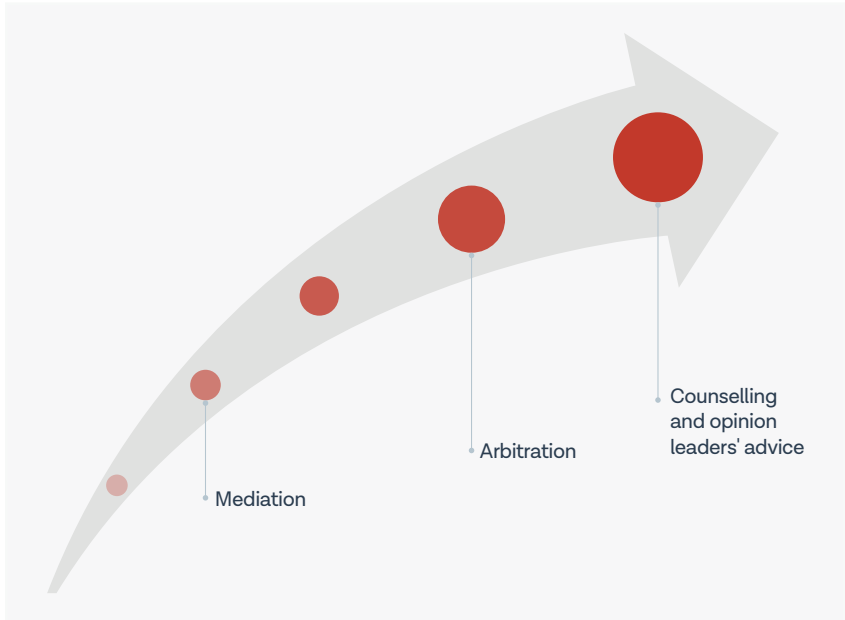 Counselling
and opinion
leaders' advice
Arbitration
Mediation